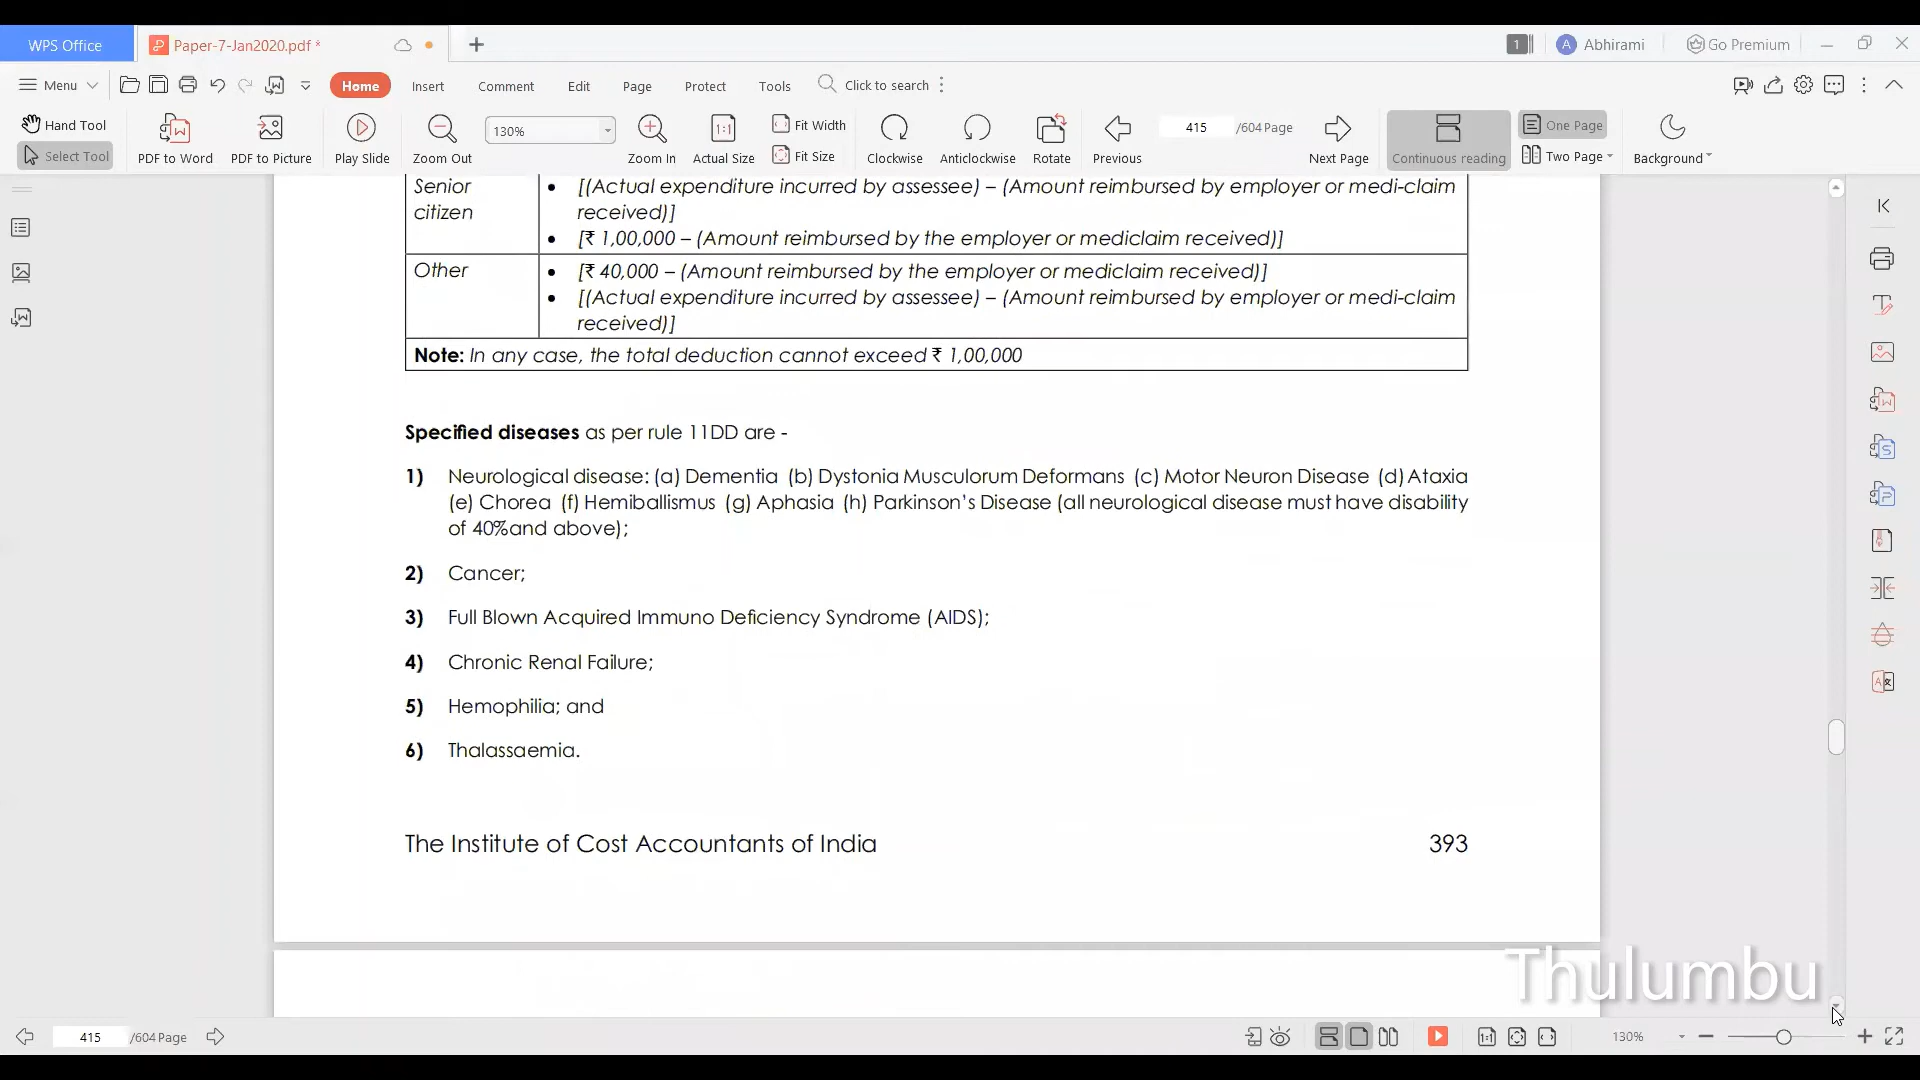 WPS Office
Paper-7-Jan2020.pdf *
1
A Abhirami
Go Premium
Menu
Home
Insert
Comment
Edit
Page
Protect
Tools
Click to search
Hand Tool
Select Tool
PDF to Word
PDF to Picture
Play Slide
Zoom Out
130%
Zoom In
1:1
Actual Size
Fit Width
Fit Size
Clockwise
Anticlockwise
Rotate
Previous
415 /604 Page
Next Page
Continuous reading
One Page
Two Page
Background
Senior citizen
• [(Actual expenditure incurred by assessee) – (Amount reimbursed by employer or medi-claim
received)]
• [₹ 1,00,000 – (Amount reimbursed by the employer or mediclaim received)]
Other
• [₹ 40,000 – (Amount reimbursed by the employer or mediclaim received)]
• [(Actual expenditure incurred by assessee) – (Amount reimbursed by employer or medi-claim
received)]
Note: In any case, the total deduction cannot exceed ₹ 1,00,000
Specified diseases as per rule 11DD are -
1) Neurological disease: (a) Dementia (b) Dystonia Musculorum Deformans (c) Motor Neuron Disease (d) Ataxia
(e) Chorea (f) Hemiballismus (g) Aphasia (h) Parkinson's Disease (all neurological disease must have disability
of 40%and above);
2) Cancer;
3) Full Blown Acquired Immuno Deficiency Syndrome (AIDS);
4) Chronic Renal Failure;
5) Hemophilia; and
6) Thalassaemia.
The Institute of Cost Accountants of India 393
Thulumbu
415 /604 Page
130%